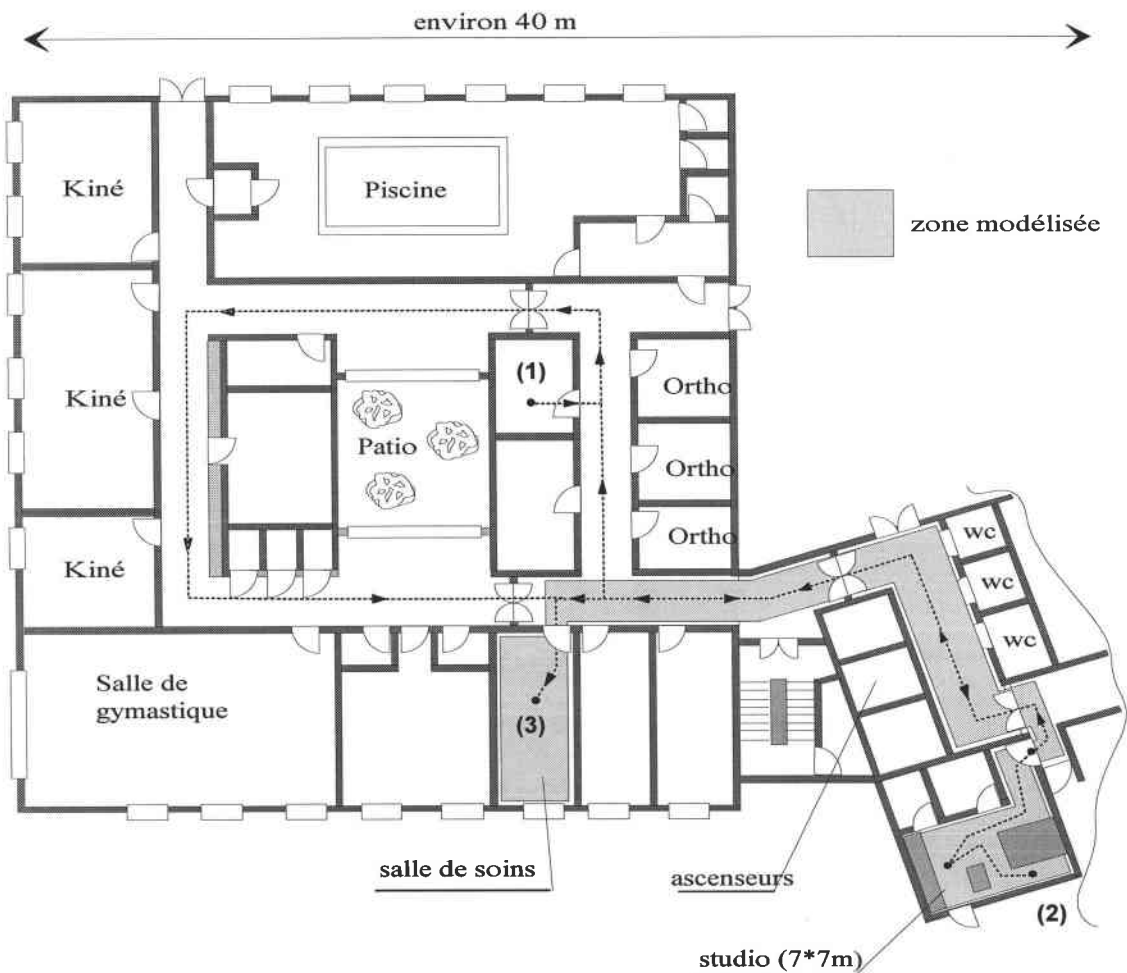 environ 40 m
Kiné
Piscine
zone modélisée
(1)
Ortho
Kiné
Patio
Ortho
Ortho
Kiné
wc
wc
wc
Salle de
gymastique
(3)
salle de soins
ascenseurs
(2)
studio (7*7m)